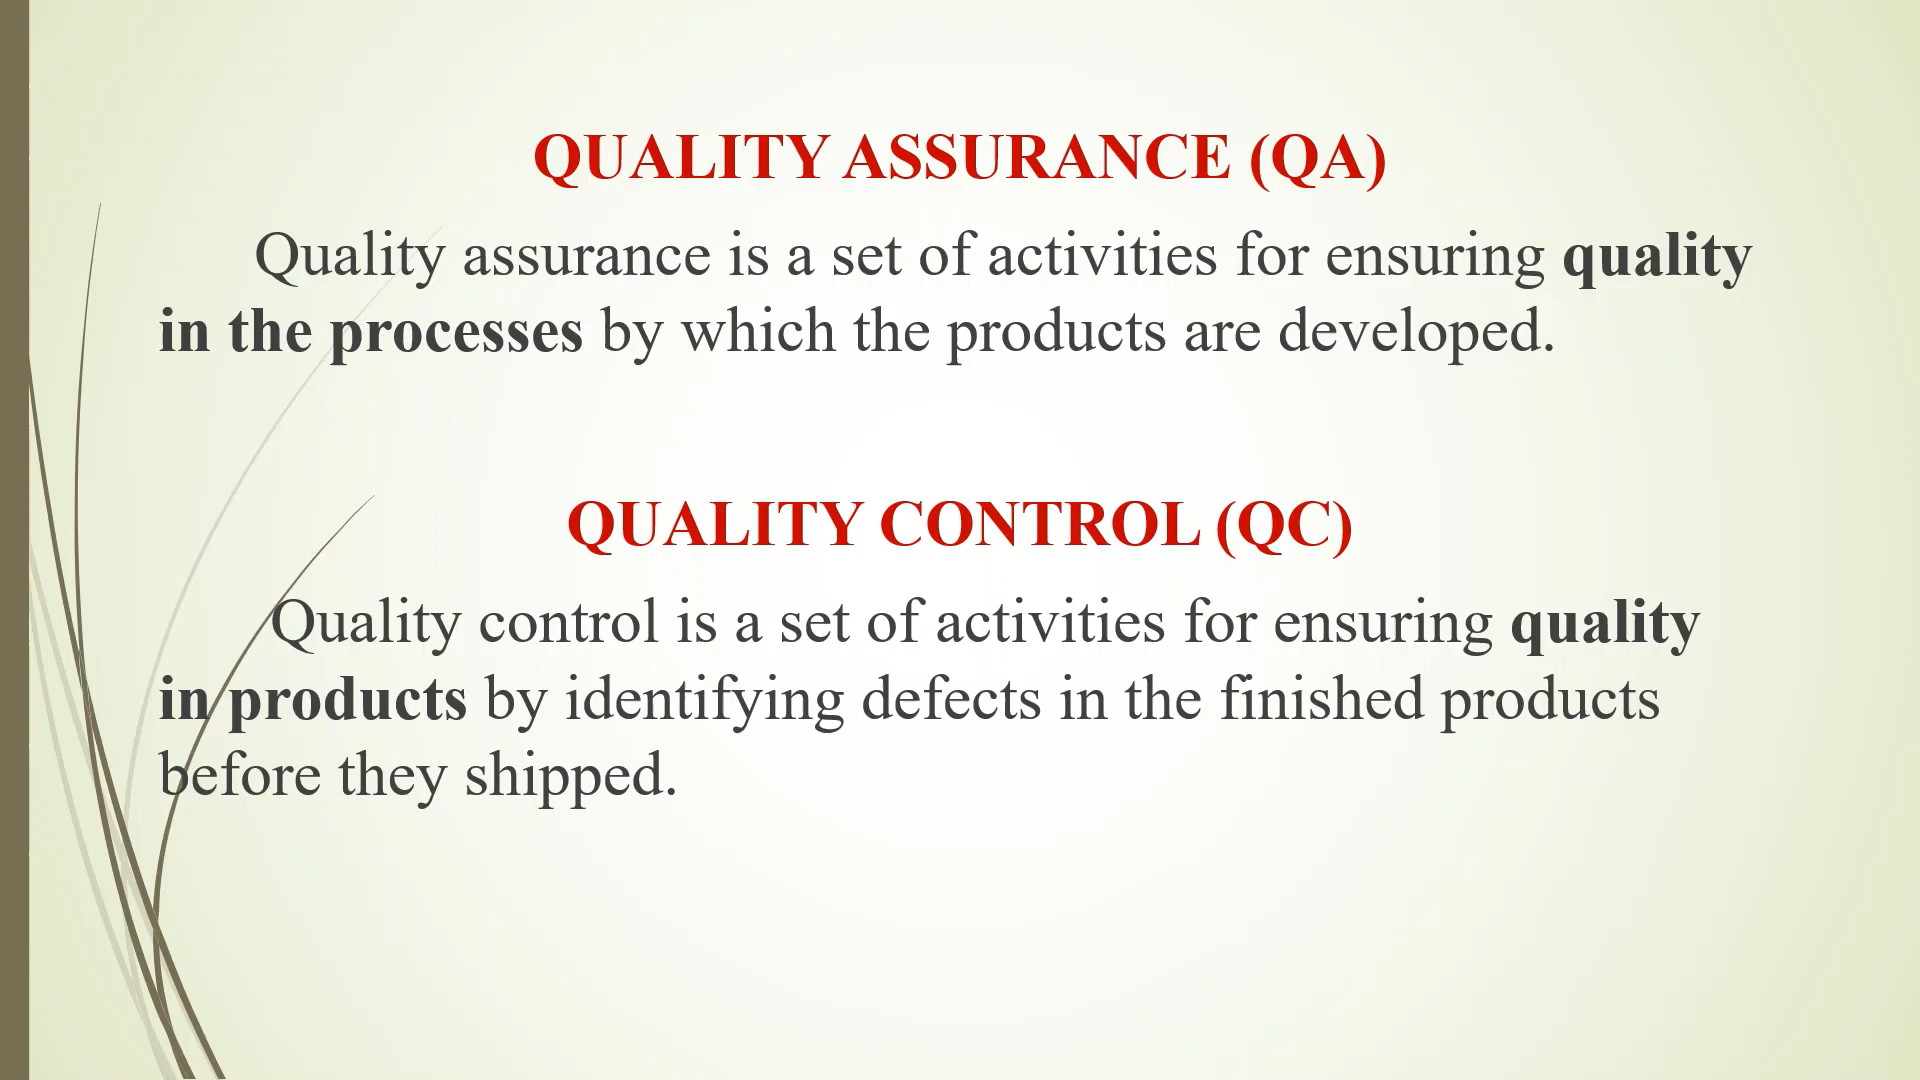 QUALITY ASSURANCE (QA)
Quality assurance is a set of activities for ensuring quality
in the processes by which the products are developed.
QUALITY CONTROL (QC)
Quality control is a set of activities for ensuring quality
in products by identifying defects in the finished products
before they shipped.